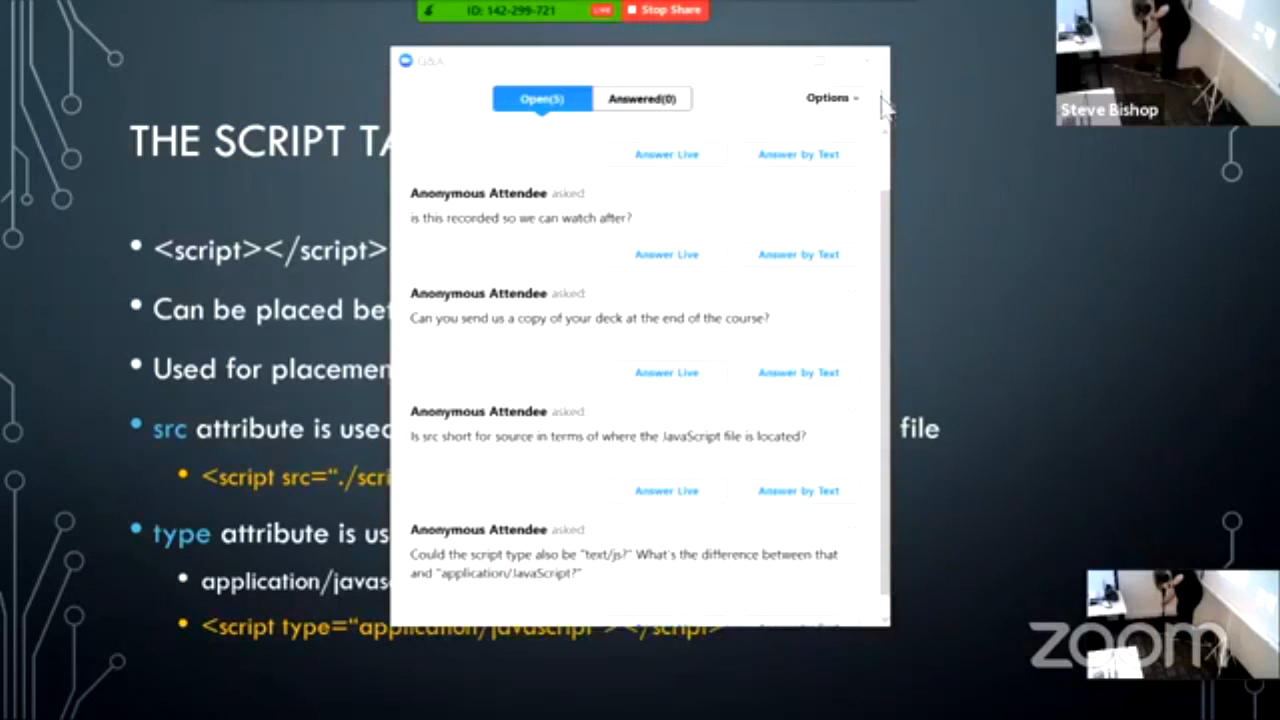 ID: 142-299-721
LIVE
Stop Share
Q&A
Open(5)
Answered(0)
Options
Steve Bishop
THE SCRIPT TA
Answer Live
Answer by Text
Anonymous Attendee asked:
is this recorded so we can watch after?
Answer Live
Answer by Text
Anonymous Attendee asked:
Can you send us a copy of your deck at the end of the course?
Answer Live
Answer by Text
Anonymous Attendee asked:
Is src short for source in terms of where the JavaScript file is located?
Answer Live
Answer by Text
Anonymous Attendee asked:
Could the script type also be "text/js?" What's the difference between that
and "application/JavaScript?"
• <script></script>
• Can be placed be
• Used for placemen
• src attribute is used
file
• <script src="./scri
• type attribute is us
• application/javas
• <script type="application/javascript"></script>
zoom